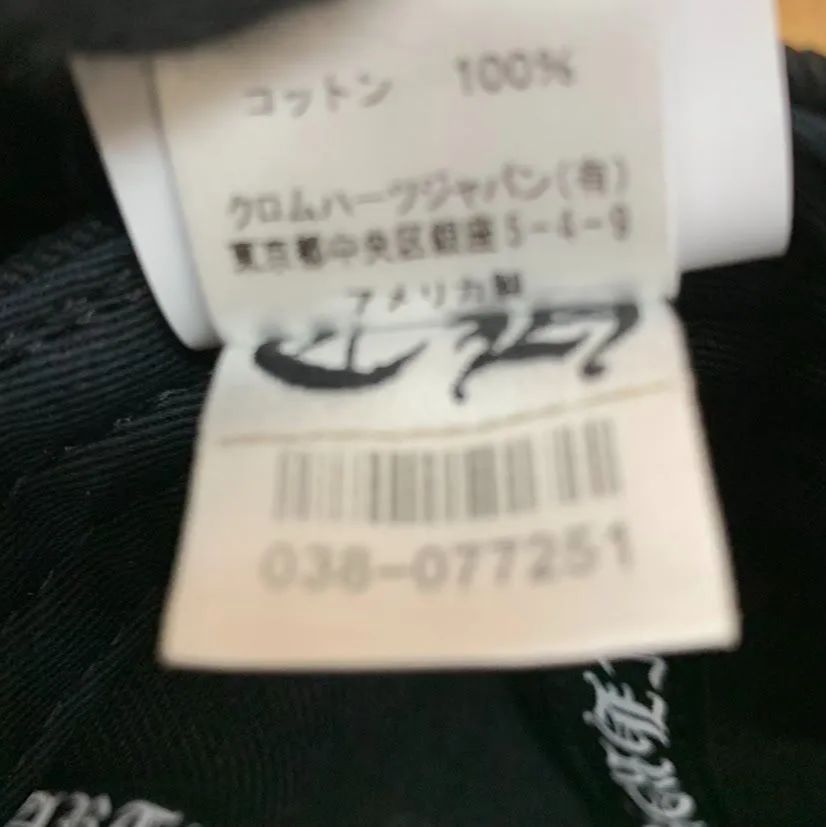 コットン 100%
クロムハーツジャパン(有)
東京都中央区銀座5-4-9
アメリカ製
038-077251